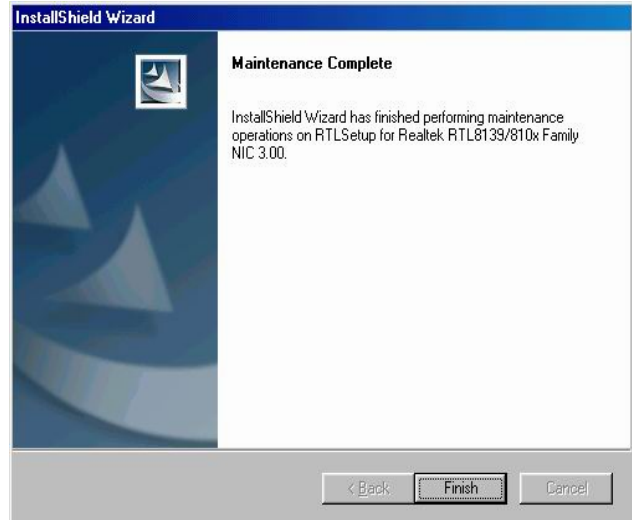 InstallShield Wizard
Maintenance Complete
InstallShield Wizard has finished performing maintenance
operations on RTLSetup for Realtek RTL8139/810x Family
NIC 3.00.
< Back
Finish
Cancel